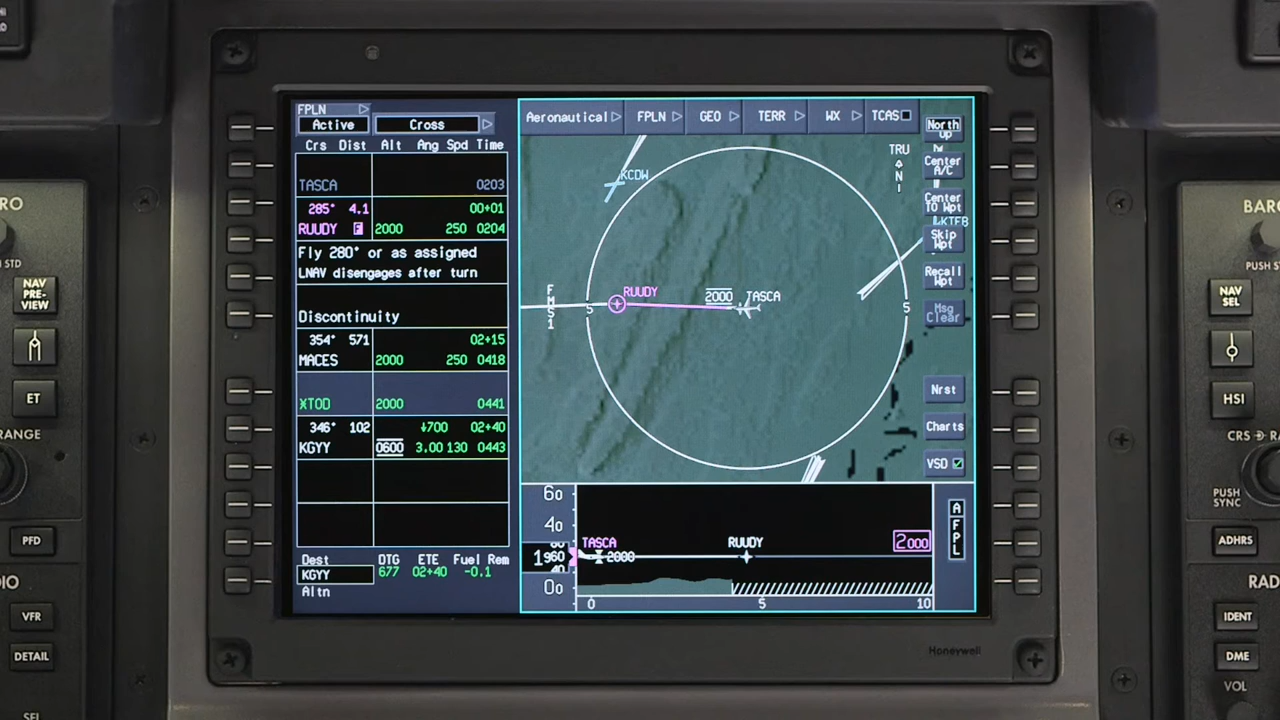 FPLN
Active
Cross
Crs Dist Alt Ang Spd Time
TASCA 0203
285° 4.1 00+01
RUUDY F 2000 250 0204
Fly 280° or as assigned
LNAV disengages after turn
Discontinuity
354° 571 02+15
MACES 2000 250 0418
XTOD 2000 0441
346° 102 ↓700 02+40
KGYY 0600 3.00 130 0443
Dest DTG ETE Fuel Rem
KGYY 677 02+40 -0.1
Altn
Aeronautical FPLN GEO TERR WX TCAS
North Up
Center A/C
Center TO Wpt
Skip Wpt
Recall Wpt
Msg Clear
Nrst
Charts
VSD
TRU
N
KCDW
KTEB
RUUDY
2000
TASCA
FMS1
5
5
60
40
1960
00
TASCA
2000
RUUDY
2000
0 5 10
A
FPL
Honeywell
STD
NAV PRE-VIEW
ET
RANGE
PFD
VFR
DETAIL
SEL
PUSH STD
NAV SEL
HSI
CRS
PUSH SYNC
ADHRS
IDENT
DME
VOL